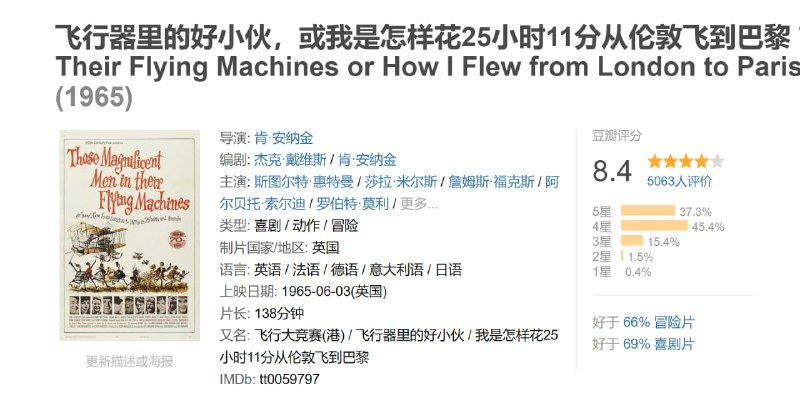 飞行器里的好小伙，或我是怎样花25小时11分从伦敦飞到巴黎
Their Flying Machines or How I Flew from London to Paris
(1965)
Those Magnificent
Men in their
Flying Machines
更新描述或海报
导演: 肯·安纳金
编剧: 杰克·戴维斯 / 肯·安纳金
主演: 斯图尔特·惠特曼 / 莎拉·米尔斯 / 詹姆斯·福克斯 / 阿
尔贝托·索尔迪 / 罗伯特·莫利 / 更多...
类型: 喜剧 / 动作 / 冒险
制片国家/地区: 英国
语言: 英语 / 法语 / 德语 / 意大利语 / 日语
上映日期: 1965-06-03(英国)
片长: 138分钟
又名: 飞行大竞赛(港) / 飞行器里的好小伙 / 我是怎样花25
小时11分从伦敦飞到巴黎
IMDb: tt0059797
豆瓣评分
8.4
5063人评价
5星 37.3%
4星 45.4%
3星 15.4%
2星 1.5%
1星 0.4%
好于 66% 冒险片
好于 69% 喜剧片